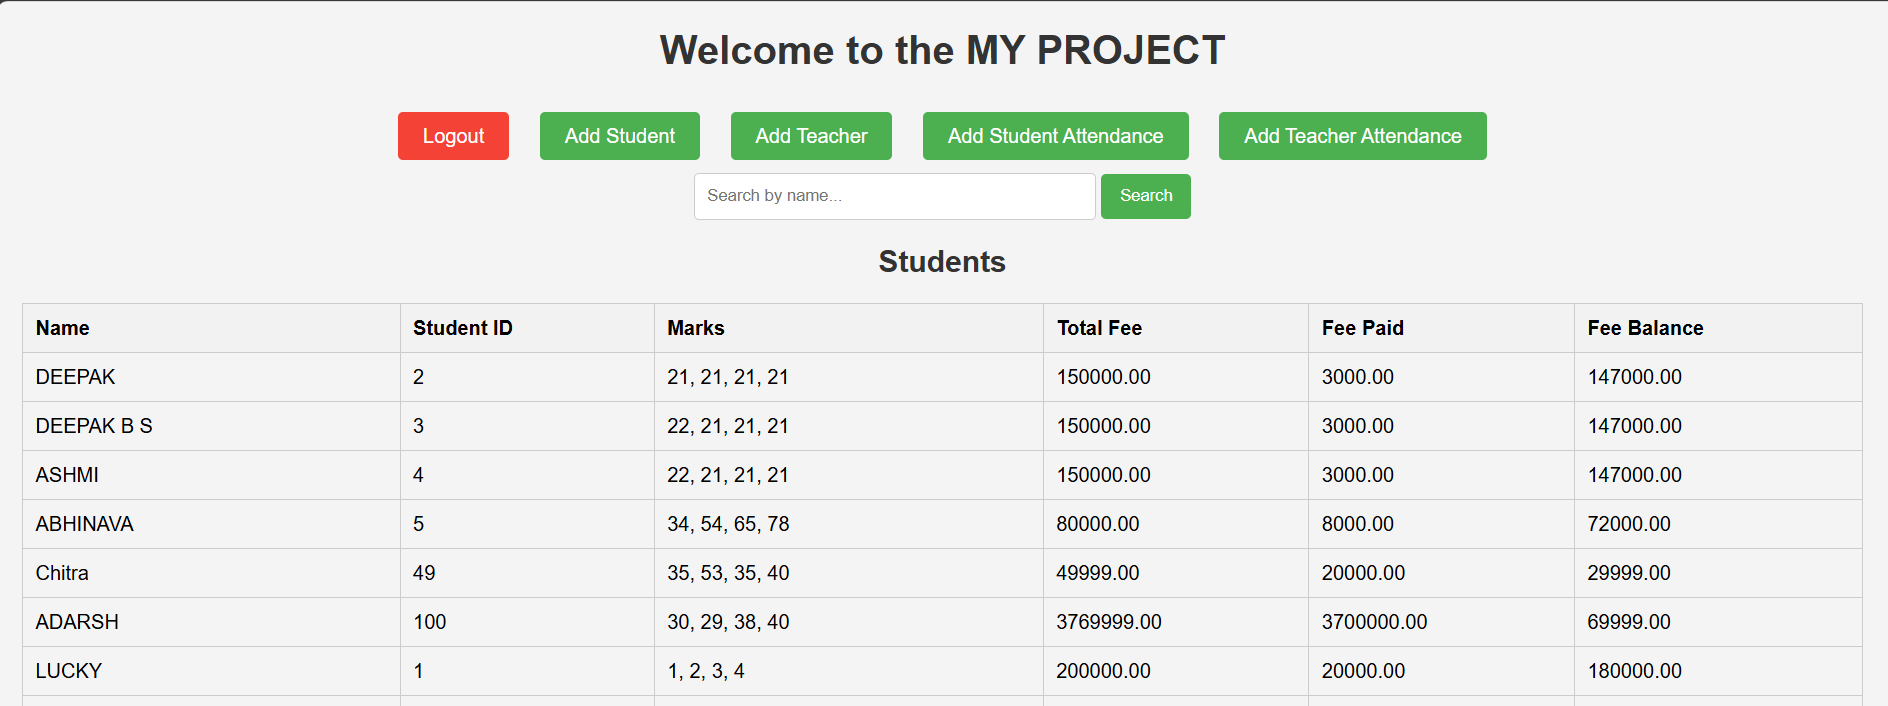 Welcome to the MY PROJECT
Logout Add Student Add Teacher Add Student Attendance Add Teacher Attendance
Search by name... Search
Students
Name Student ID Marks Total Fee Fee Paid Fee Balance
DEEPAK 2 21, 21, 21, 21 150000.00 3000.00 147000.00
DEEPAK B S 3 22, 21, 21, 21 150000.00 3000.00 147000.00
ASHMI 4 22, 21, 21, 21 150000.00 3000.00 147000.00
ABHINAVA 5 34, 54, 65, 78 80000.00 8000.00 72000.00
Chitra 49 35, 53, 35, 40 49999.00 20000.00 29999.00
ADARSH 100 30, 29, 38, 40 3769999.00 3700000.00 69999.00
LUCKY 1 1, 2, 3, 4 200000.00 20000.00 180000.00